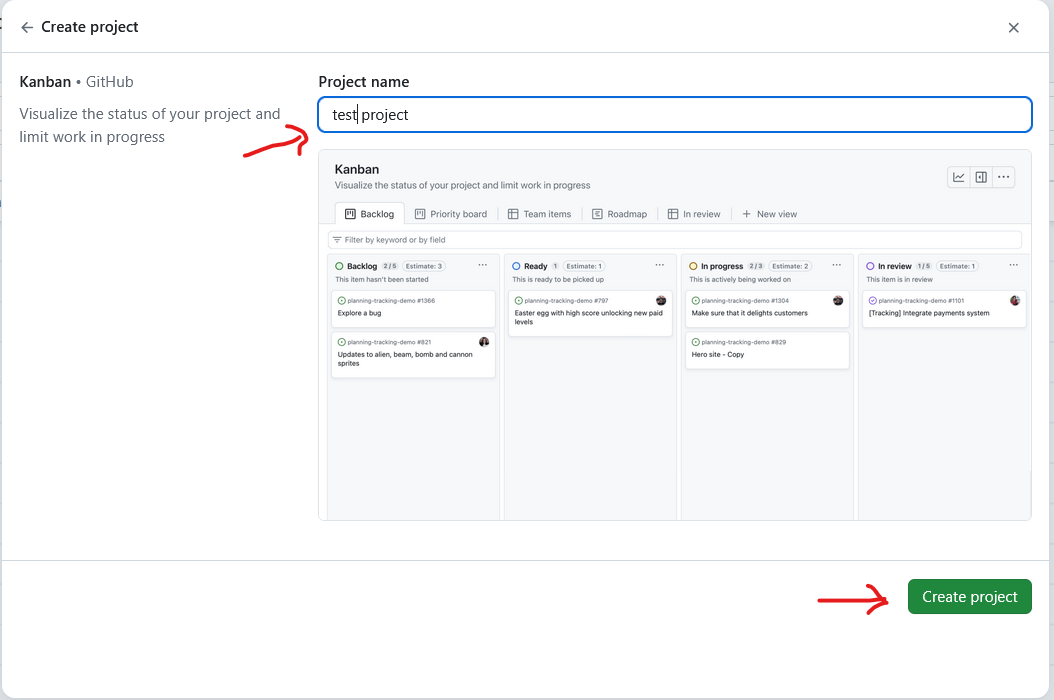 Create project
Kanban • GitHub
Visualize the status of your project and
limit work in progress
Project name
test project
Kanban
Visualize the status of your project and limit work in progress
Backlog Priority board Team items Roadmap In review + New view
Filter by keyword or by field
Backlog 2 / 5 Estimate: 3
This item hasn't been started
planning-tracking-demo #1366
Explore a bug
planning-tracking-demo #821
Updates to alien, beam, bomb and cannon
sprites
Ready 1 Estimate: 1
This is ready to be picked up
planning-tracking-demo #797
Easter egg with high score unlocking new paid
levels
In progress 2 / 3 Estimate: 2
This is actively being worked on
planning-tracking-demo #1304
Make sure that it delights customers
planning-tracking-demo #829
Hero site - Copy
In review 1 / 5 Estimate: 1
This item is in review
planning-tracking-demo #1101
[Tracking] Integrate payments system
Create project